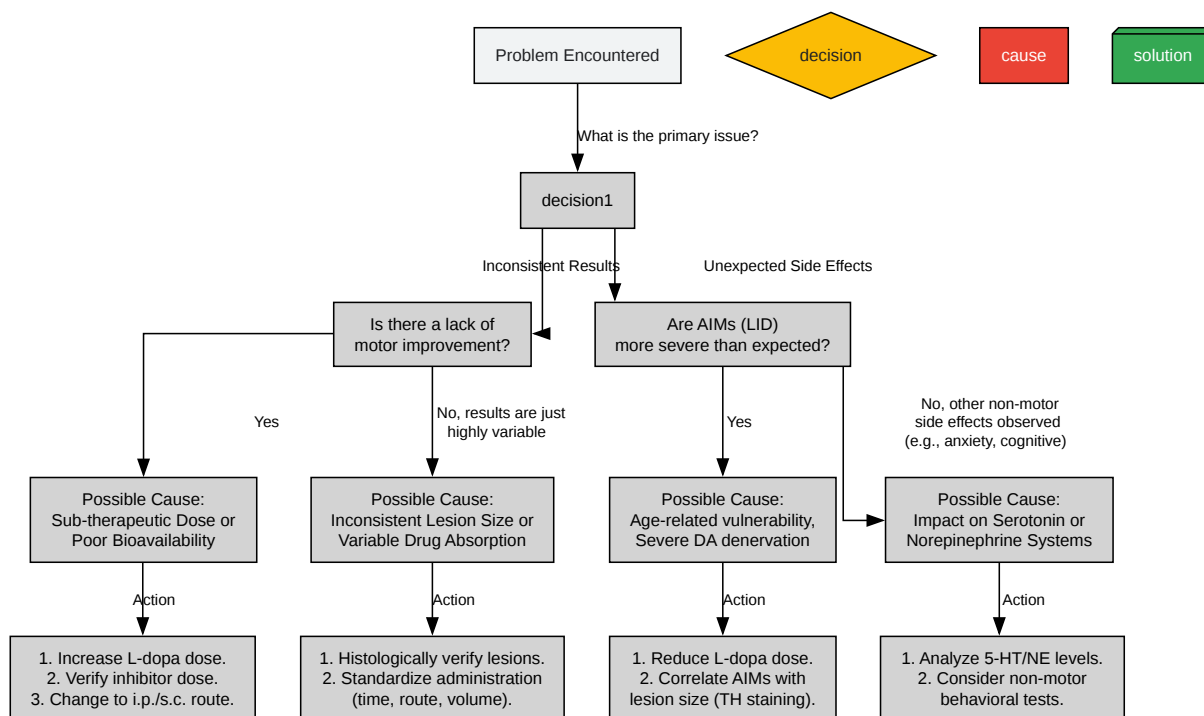 Problem Encountered
decision
cause
solution
What is the primary issue?
decision1
Inconsistent Results
Unexpected Side Effects
Is there a lack of
motor improvement?
Are AIMs (LID)
more severe than expected?
Yes
No, results are just
highly variable
Yes
No, other non-motor
side effects observed
(e.g., anxiety, cognitive)
Possible Cause:
Sub-therapeutic Dose or
Poor Bioavailability
Possible Cause:
Inconsistent Lesion Size or
Variable Drug Absorption
Possible Cause:
Age-related vulnerability,
Severe DA denervation
Possible Cause:
Impact on Serotonin or
Norepinephrine Systems
Action
Action
Action
Action
1. Increase L-dopa dose.
2. Verify inhibitor dose.
3. Change to i.p./s.c. route.
1. Histologically verify lesions.
2. Standardize administration
(time, route, volume).
1. Reduce L-dopa dose.
2. Correlate AIMs with
lesion size (TH staining).
1. Analyze 5-HT/NE levels.
2. Consider non-motor
behavioral tests.